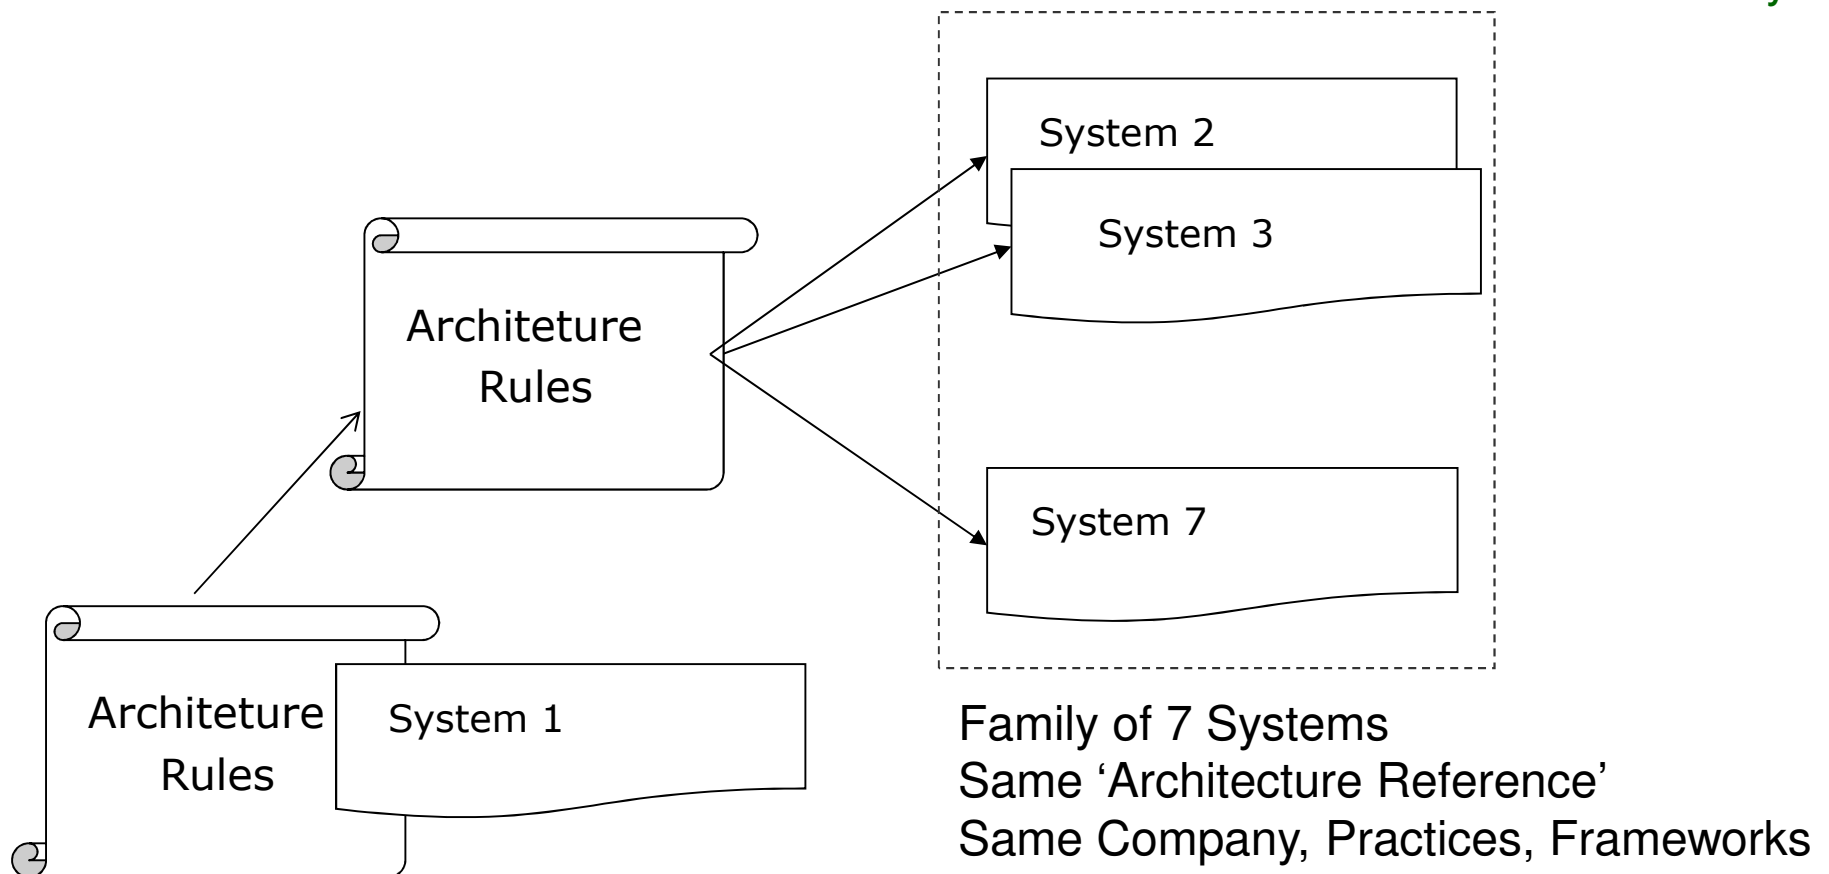 System 2
System 3
Architeture
Rules
System 7
Architeture
Rules
System 1
Family of 7 Systems
Same ‘Architecture Reference’
Same Company, Practices, Frameworks